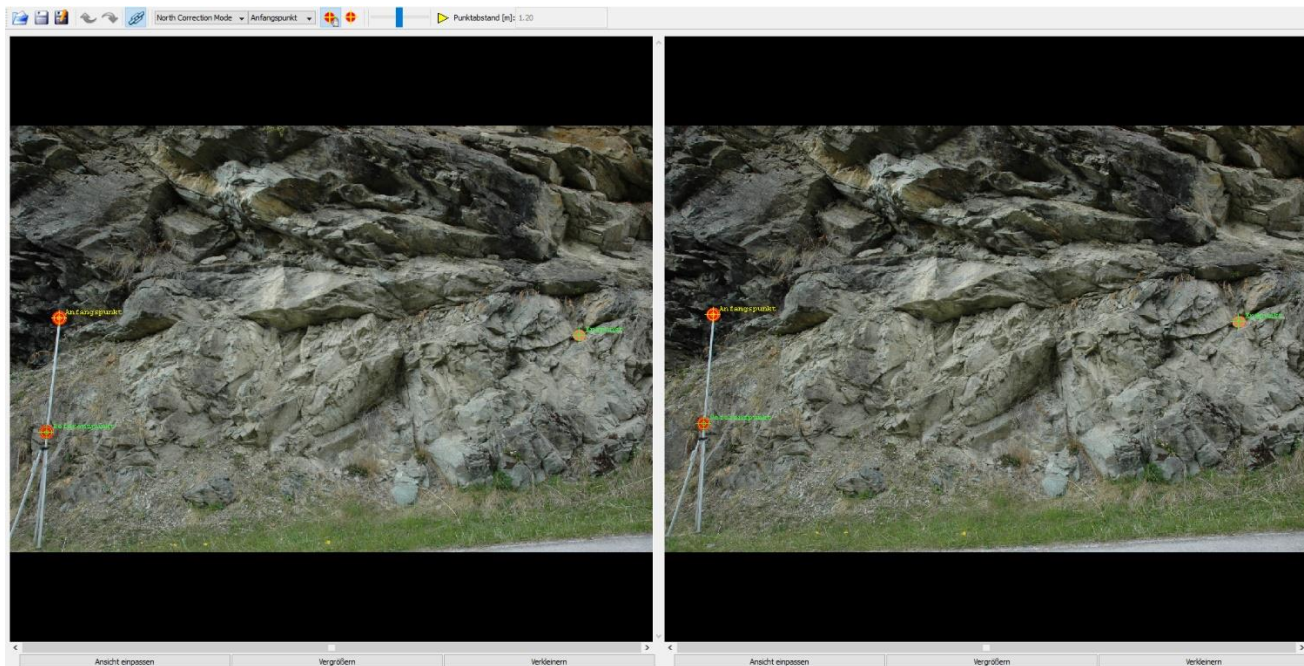 North Correction Mode Anfangspunkt Punktabstand [m]: 1.20
Anfangspunkt
Anfangspunkt
Ansicht einpassen Vergrößern Verkleinern
Ansicht einpassen Vergrößern Verkleinern